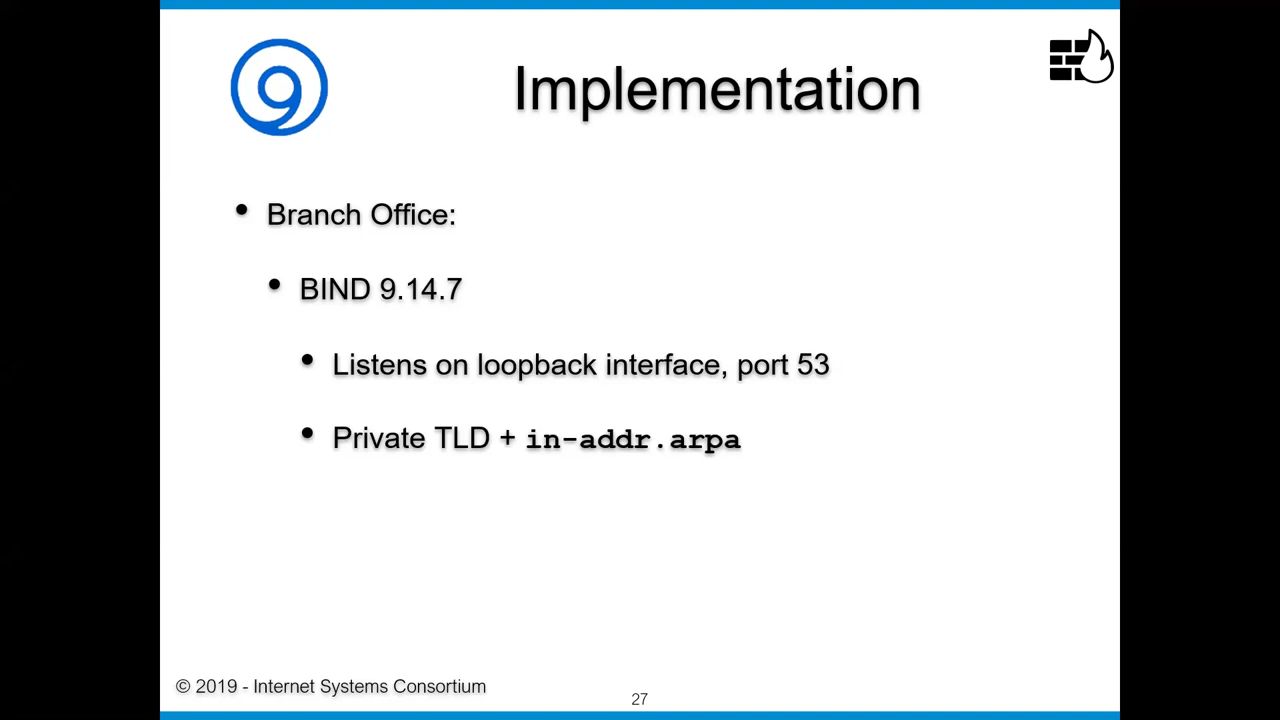 9
Implementation
• Branch Office:
• BIND 9.14.7
• Listens on loopback interface, port 53
• Private TLD + in-addr.arpa
© 2019 - Internet Systems Consortium
27